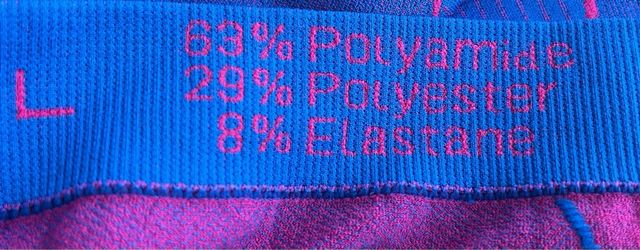 L
63% Polyamide
29% Polyester
8% Elastane